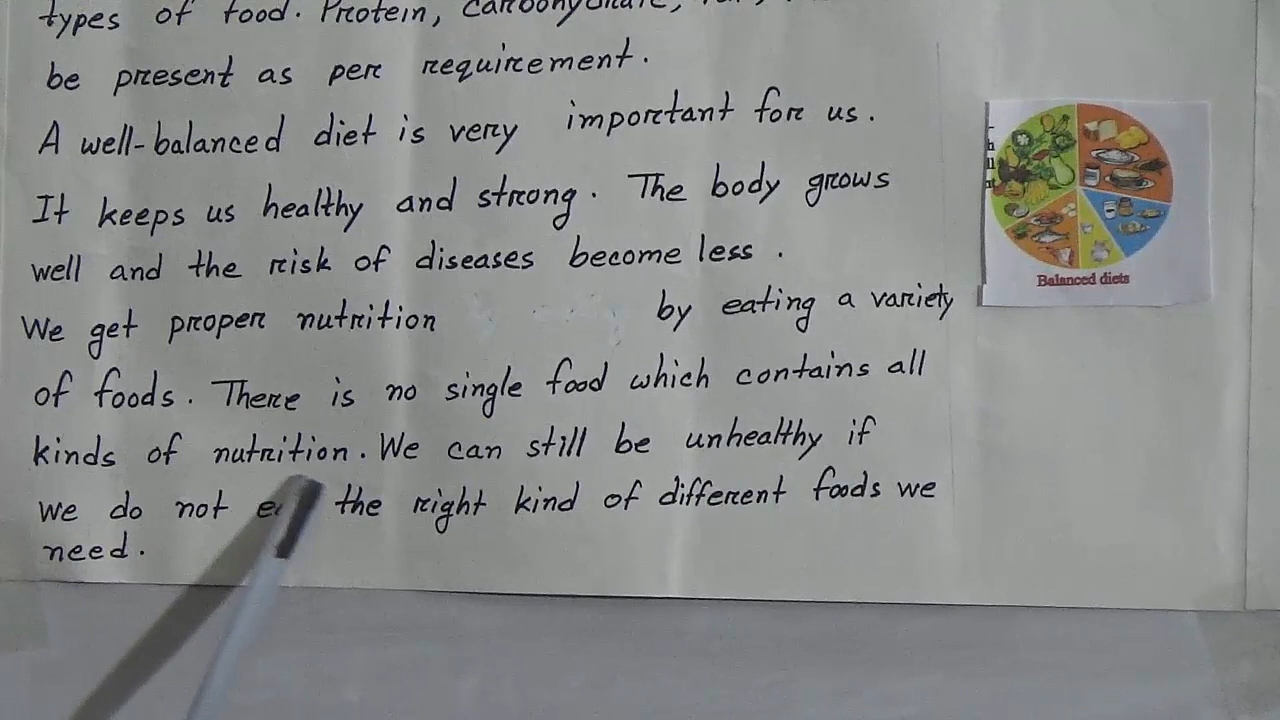 types of food. Protein, Carbohydrate,
be present as per requirement.
A well-balanced diet is very important for us.
It keeps us healthy and strong. The body grows
well and the risk of diseases become less.
We get proper nutrition by eating a variety
of foods. There is no single food which contains all
kinds of nutrition. We can still be unhealthy if
we do not the right kind of different foods we
need.
Balanced diets